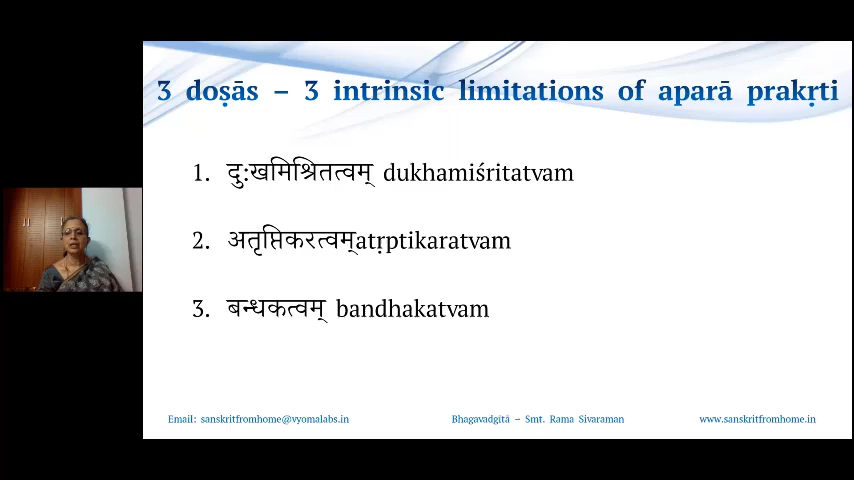 3 doṣās – 3 intrinsic limitations of aparā prakṛti
1. दुःखमिश्रितत्वम् dukhamiśritatvam
2. अतृप्तिकरत्वम्atṛptikaratvam
3. बन्धकत्वम् bandhakatvam
Email: sanskritfromhome@vyomalabs.in Bhagavadgītā – Smt. Rama Sivaraman www.sanskritfromhome.in